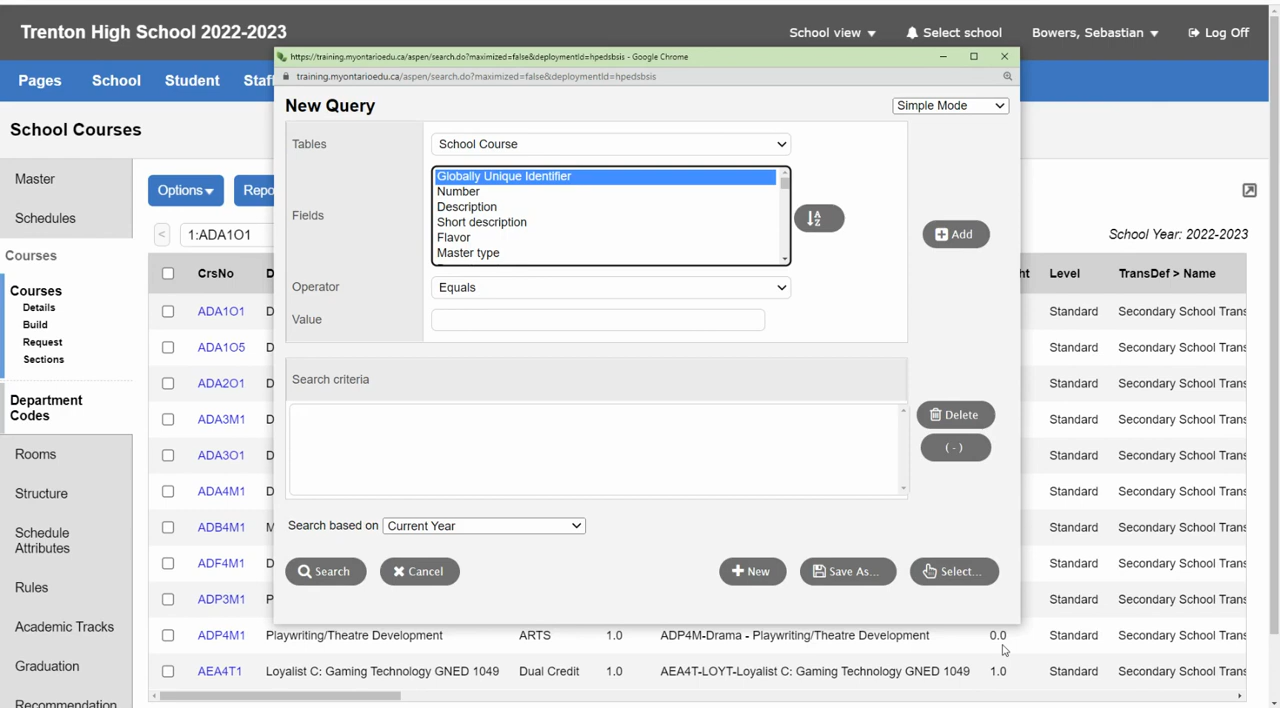 Trenton High School 2022-2023
School view
Select school
Bowers, Sebastian
Log Off
https://training.myontarioedu.ca/aspen/search.do?maximized=false&deploymentId=hpedsbsis - Google Chrome
training.myontarioedu.ca/aspen/search.do?maximized=false&deploymentId=hpedsbsis
Pages
School
Student
Staf
New Query
Simple Mode
School Courses
Tables
School Course
Master
Schedules
Courses
Courses
Details
Build
Request
Sections
Department
Codes
Rooms
Structure
Schedule
Attributes
Rules
Academic Tracks
Graduation
Recommendation
Options
Repo
Fields
Globally Unique Identifier
Number
Description
Short description
Flavor
Master type
Add
Operator
Equals
Value
Search criteria
Delete
( - )
Search based on
Current Year
Search
Cancel
New
Save As...
Select...
<
1:ADA1O1
School Year: 2022-2023
CrsNo D ht Level TransDef > Name
ADA1O1 D Standard Secondary School Trans
ADA1O5 D Standard Secondary School Trans
ADA2O1 D Standard Secondary School Trans
ADA3M1 D Standard Secondary School Trans
ADA3O1 D Standard Secondary School Trans
ADA4M1 D Standard Secondary School Trans
ADB4M1 M Standard Secondary School Trans
ADF4M1 D Standard Secondary School Trans
ADP3M1 P Standard Secondary School Trans
ADP4M1 Playwriting/Theatre Development ARTS 1.0 ADP4M-Drama - Playwriting/Theatre Development 0.0 Standard Secondary School Trans
AEA4T1 Loyalist C: Gaming Technology GNED 1049 Dual Credit 1.0 AEA4T-LOYT-Loyalist C: Gaming Technology GNED 1049 1.0 Standard Secondary School Trans